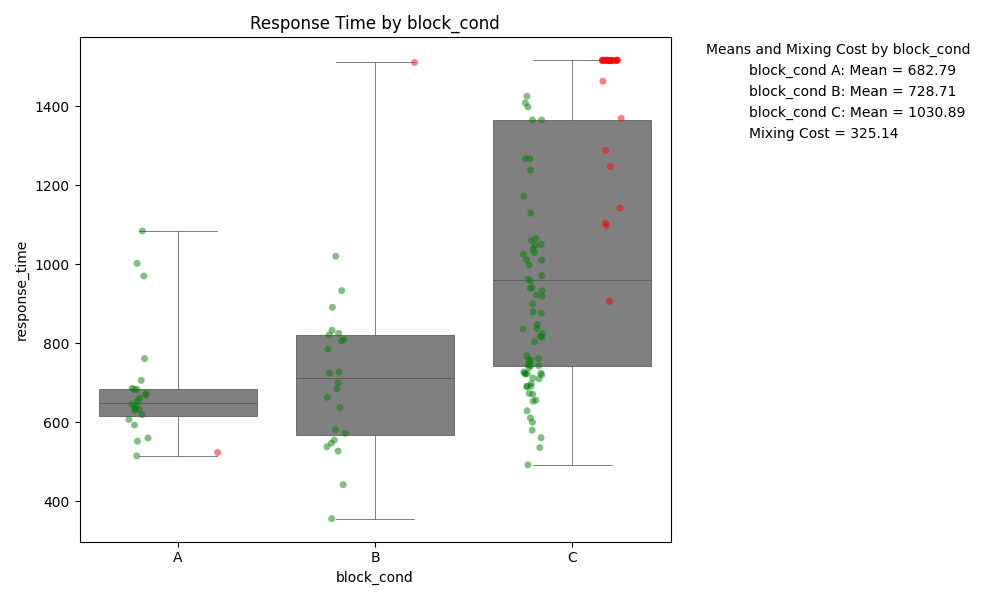 Response Time by block_cond
Means and Mixing Cost by block_cond
block_cond A: Mean = 682.79
block_cond B: Mean = 728.71
block_cond C: Mean = 1030.89
Mixing Cost = 325.14
response_time
1400
1200
1000
800
600
400
A
B
C
block_cond